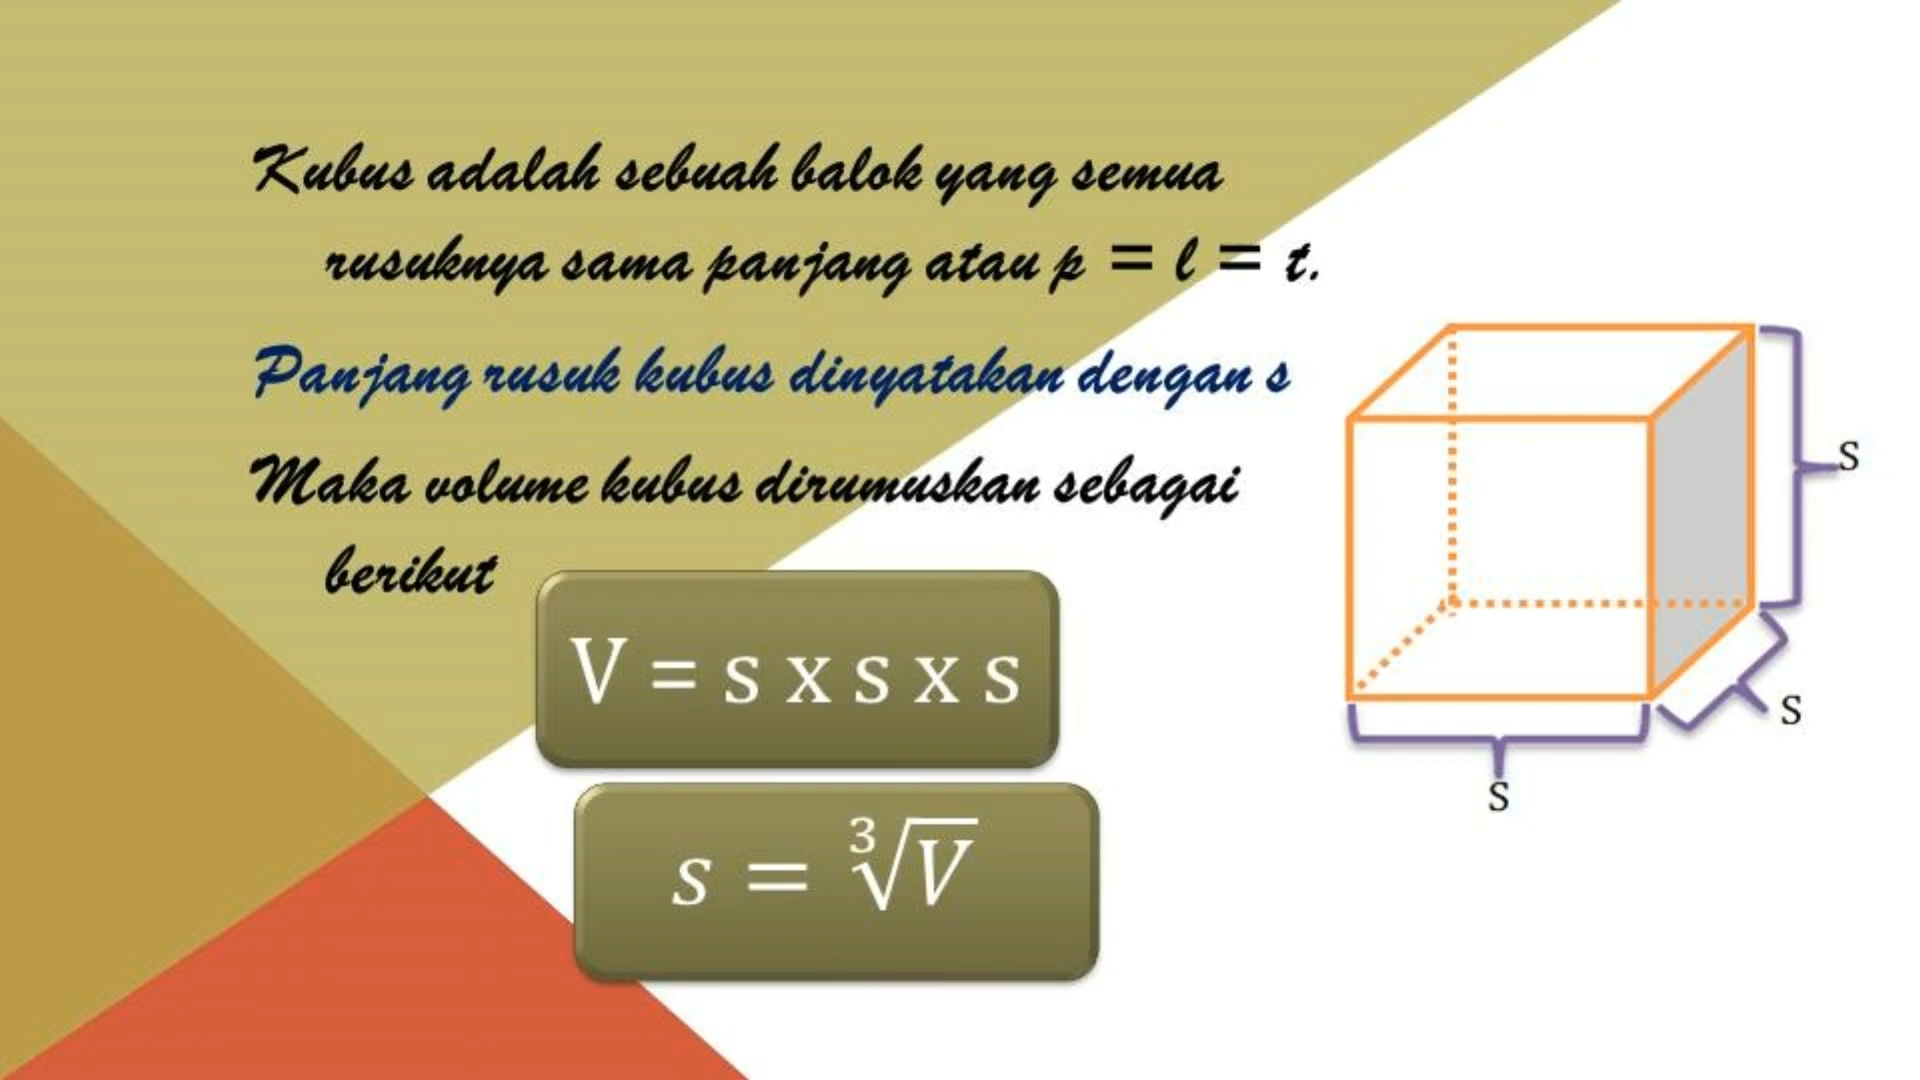 Kubus adalah sebuah balok yang semua
rusuknya sama panjang atau p = l = t.
Panjang rusuk kubus dinyatakan dengan s
Maka volume kubus dirumuskan sebagai
berikut
V = s x s x s
s = ∛V
s
s
s